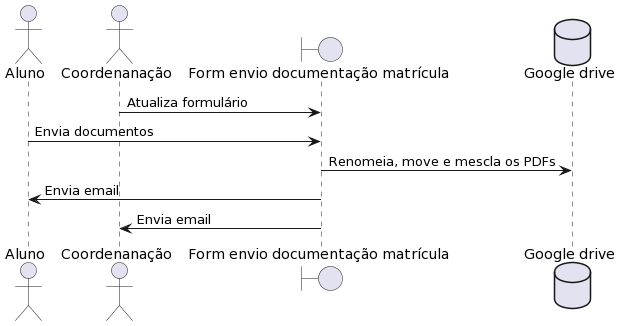 Aluno
Coordenanação
Form envio documentação matrícula
Google drive
Atualiza formulário
Envia documentos
Renomeia, move e mescla os PDFs
Envia email
Envia email
Aluno
Coordenanação
Form envio documentação matrícula
Google drive